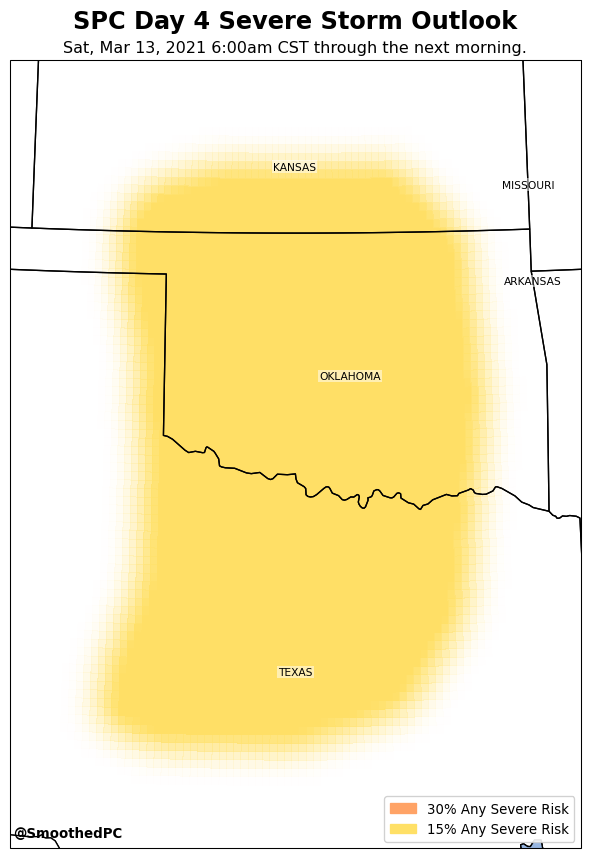 SPC Day 4 Severe Storm Outlook
Sat, Mar 13, 2021 6:00am CST through the next morning.
KANSAS
MISSOURI
ARKANSAS
OKLAHOMA
TEXAS
30% Any Severe Risk
15% Any Severe Risk
@SmoothedPC